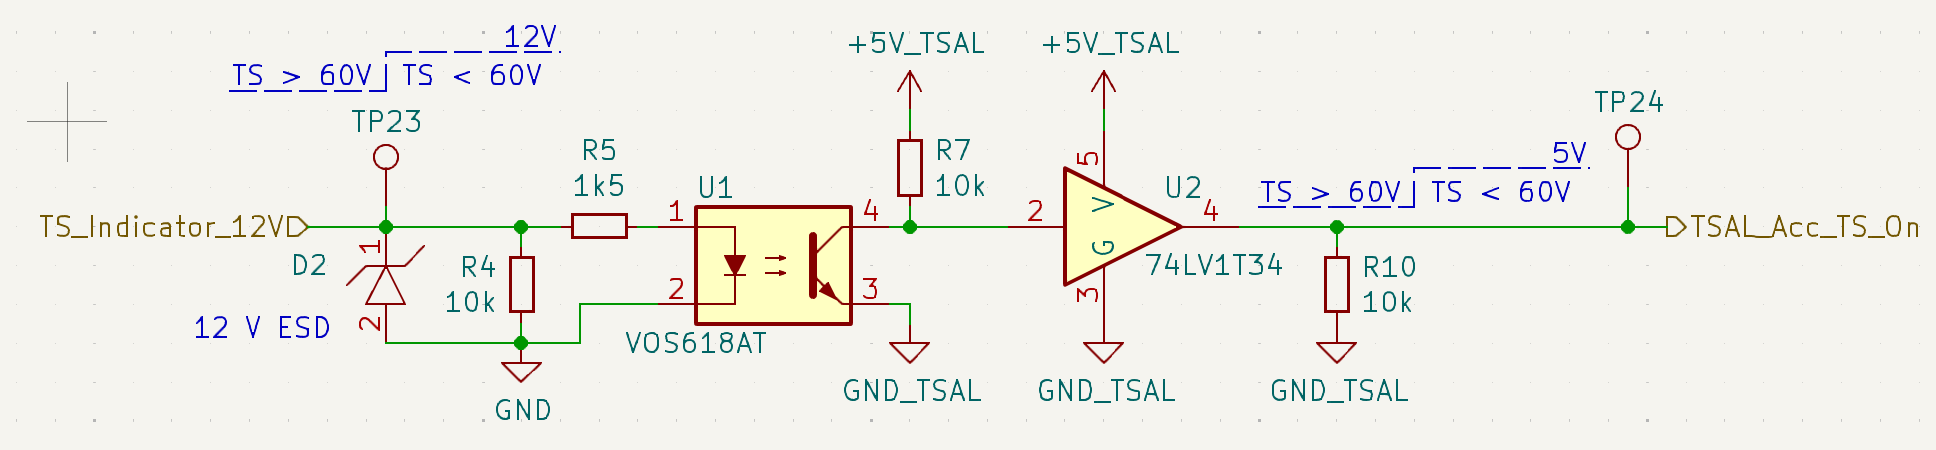 12V
TS > 60V TS < 60V
TP23
TS_Indicator_12V
1
D2
2
12 V ESD
R4
10k
GND
R5
1k5
U1
1
2
4
3
VOS618AT
+5V_TSAL
R7
10k
GND_TSAL
+5V_TSAL
5
U2
2
V
G
4
3
74LV1T34
GND_TSAL
5V
TS > 60V TS < 60V
R10
10k
GND_TSAL
TP24
TSAL_Acc_TS_On